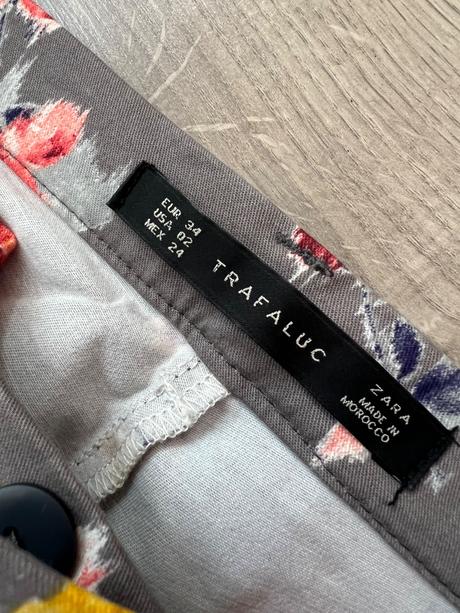 EUR 34
USA 02
MEX 24
TRAFALUC
ZARA
MADE IN
MOROCCO